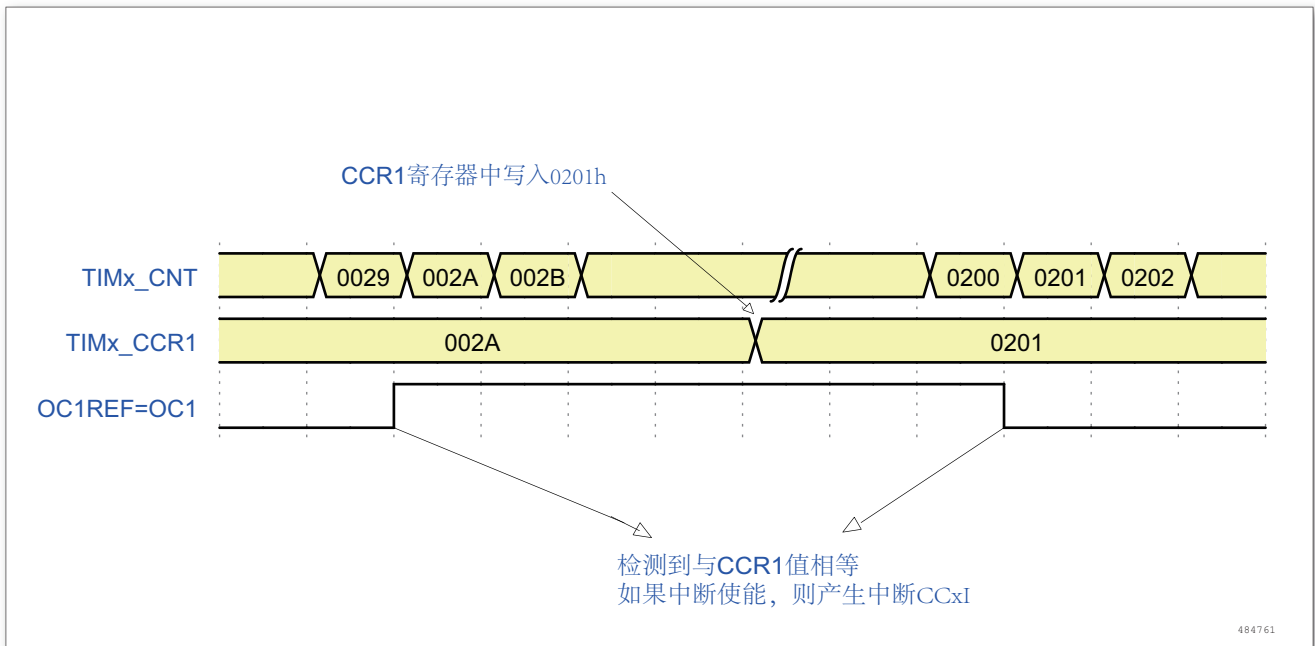 CCR1寄存器中写入0201h
TIMx_CNT 0029 002A 002B 0200 0201 0202
TIMx_CCR1 002A 0201
OC1REF=OC1
检测到与CCR1值相等
如果中断使能，则产生中断CCxI
484761